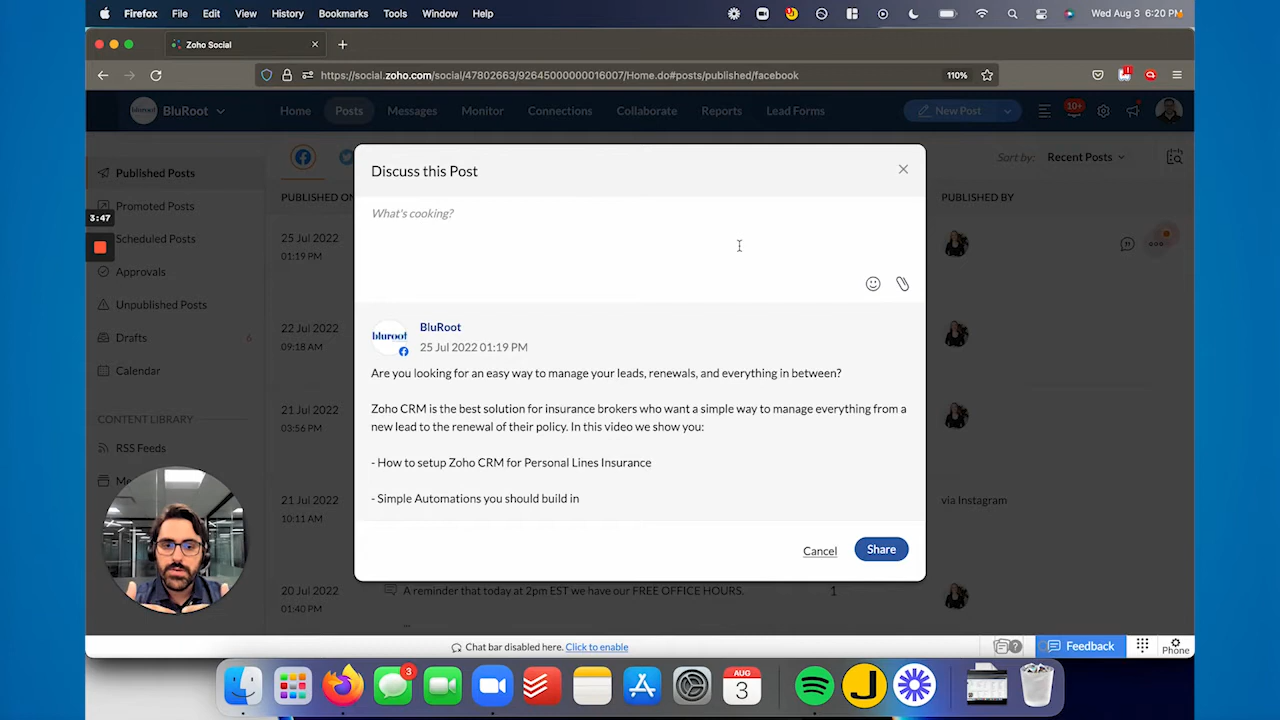 Firefox File Edit View History Bookmarks Tools Window Help Wed Aug 3 6:20 PM
Zoho Social
https://social.zoho.com/social/47802663/92645000000016007/Home.do#posts/published/facebook 110%
BluRoot Home Posts Messages Monitor Connections Collaborate Reports Lead Forms New Post 10+
Sort by: Recent Posts
Published Posts
Promoted Posts
3:47
Scheduled Posts
Approvals
Unpublished Posts
Drafts 6
Calendar
CONTENT LIBRARY
RSS Feeds
PUBLISHED ON
PUBLISHED BY
25 Jul 2022
01:19 PM
22 Jul 2022
09:18 AM
21 Jul 2022
03:56 PM
21 Jul 2022
10:11 AM
via Instagram
20 Jul 2022
01:40 PM
A reminder that today at 2pm EST we have our FREE OFFICE HOURS. 1
Discuss this Post
What's cooking?
bluroot
BluRoot
25 Jul 2022 01:19 PM
Are you looking for an easy way to manage your leads, renewals, and everything in between?
Zoho CRM is the best solution for insurance brokers who want a simple way to manage everything from a
new lead to the renewal of their policy. In this video we show you:
- How to setup Zoho CRM for Personal Lines Insurance
- Simple Automations you should build in
Cancel Share
Chat bar disabled here. Click to enable
Feedback
Phone
3
AUG
3
J